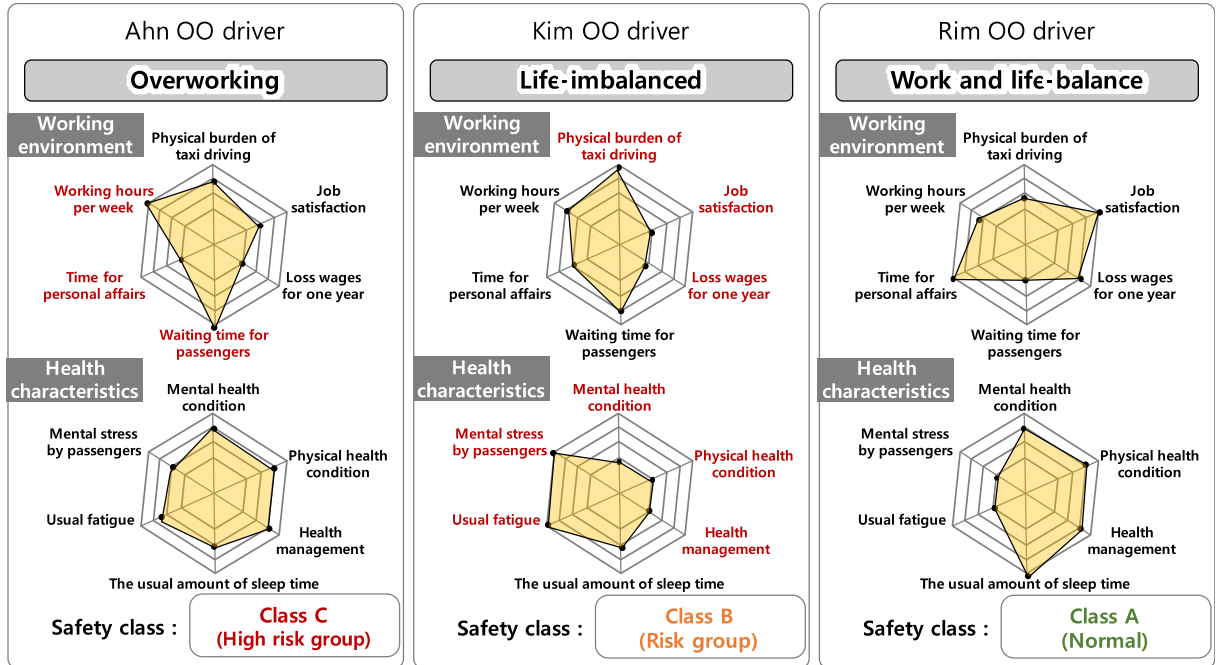 Ahn OO driver
Overworking
Working
environment
Physical burden of
taxi driving
Working hours
per week
Job
satisfaction
Time for
personal affairs
Loss wages
for one year
Waiting time for
passengers
Health
characteristics
Mental health
condition
Mental stress
by passengers
Physical health
condition
Usual fatigue
Health
management
The usual amount of sleep time
Safety class :
Class C
(High risk group)
Kim OO driver
Life-imbalanced
Working
environment
Physical burden of
taxi driving
Working hours
per week
Job
satisfaction
Time for
personal affairs
Loss wages
for one year
Waiting time for
passengers
Health
characteristics
Mental health
condition
Mental stress
by passengers
Physical health
condition
Usual fatigue
Health
management
The usual amount of sleep time
Safety class :
Class B
(Risk group)
Rim OO driver
Work and life-balance
Working
environment
Physical burden of
taxi driving
Working hours
per week
Job
satisfaction
Time for
personal affairs
Loss wages
for one year
Waiting time for
passengers
Health
characteristics
Mental health
condition
Mental stress
by passengers
Physical health
condition
Usual fatigue
Health
management
The usual amount of sleep time
Safety class :
Class A
(Normal)